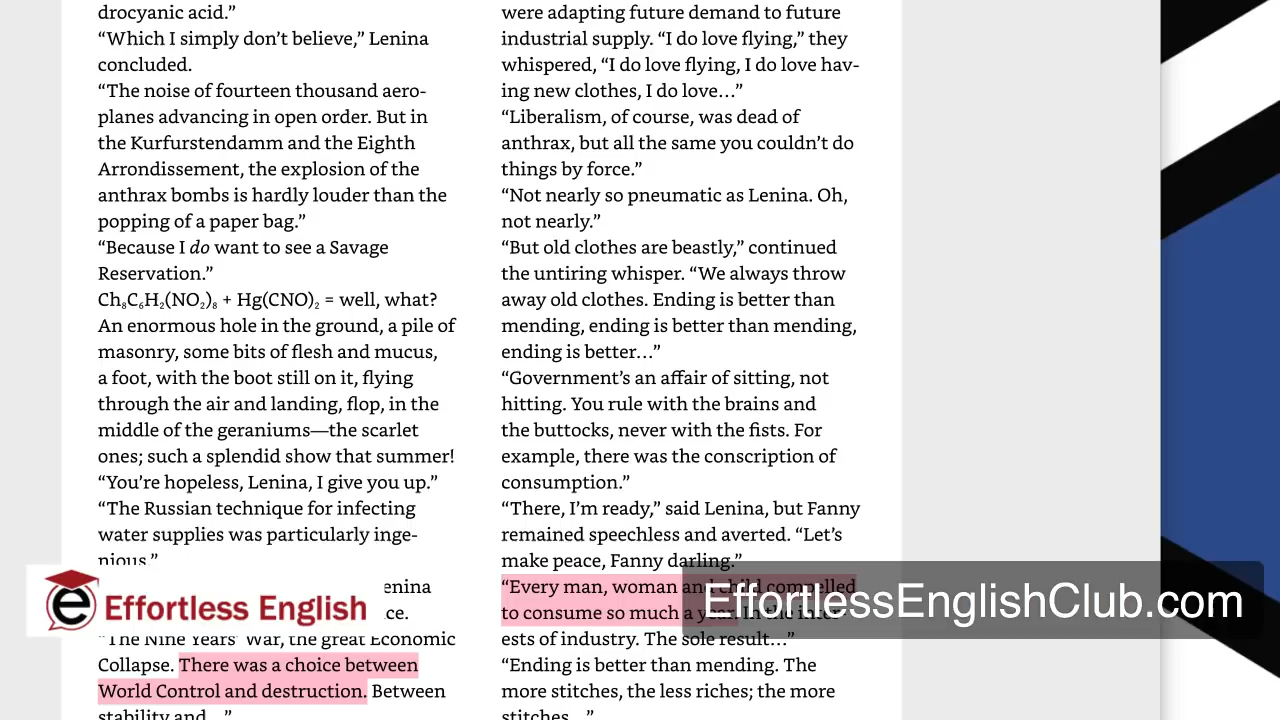 drocyanic acid.”
“Which I simply don’t believe,” Lenina
concluded.
“The noise of fourteen thousand aero-
planes advancing in open order. But in
the Kurfurstendamm and the Eighth
Arrondissement, the explosion of the
anthrax bombs is hardly louder than the
popping of a paper bag.”
“Because I do want to see a Savage
Reservation.”
Ch₈C₆H₂(NO₂)₈ + Hg(CNO)₂ = well, what?
An enormous hole in the ground, a pile of
masonry, some bits of flesh and mucus,
a foot, with the boot still on it, flying
through the air and landing, flop, in the
middle of the geraniums—the scarlet
ones; such a splendid show that summer!
“You’re hopeless, Lenina, I give you up.”
“The Russian technique for infecting
water supplies was particularly inge-
nious.”
enina
ce.
“The Nine Years’ War, the great Economic
Collapse. There was a choice between
World Control and destruction. Between
stability and...”
were adapting future demand to future
industrial supply. “I do love flying,” they
whispered, “I do love flying, I do love hav-
ing new clothes, I do love…”
“Liberalism, of course, was dead of
anthrax, but all the same you couldn’t do
things by force.”
“Not nearly so pneumatic as Lenina. Oh,
not nearly.”
“But old clothes are beastly,” continued
the untiring whisper. “We always throw
away old clothes. Ending is better than
mending, ending is better than mending,
ending is better…”
“Government’s an affair of sitting, not
hitting. You rule with the brains and
the buttocks, never with the fists. For
example, there was the conscription of
consumption.”
“There, I’m ready,” said Lenina, but Fanny
remained speechless and averted. “Let’s
make peace, Fanny darling.”
“Every man, woman and child compelled
to consume so much a year. In the inter-
ests of industry. The sole result…”
“Ending is better than mending. The
more stitches, the less riches; the more
stitches…”
e Effortless English
EffortlessEnglishClub.com